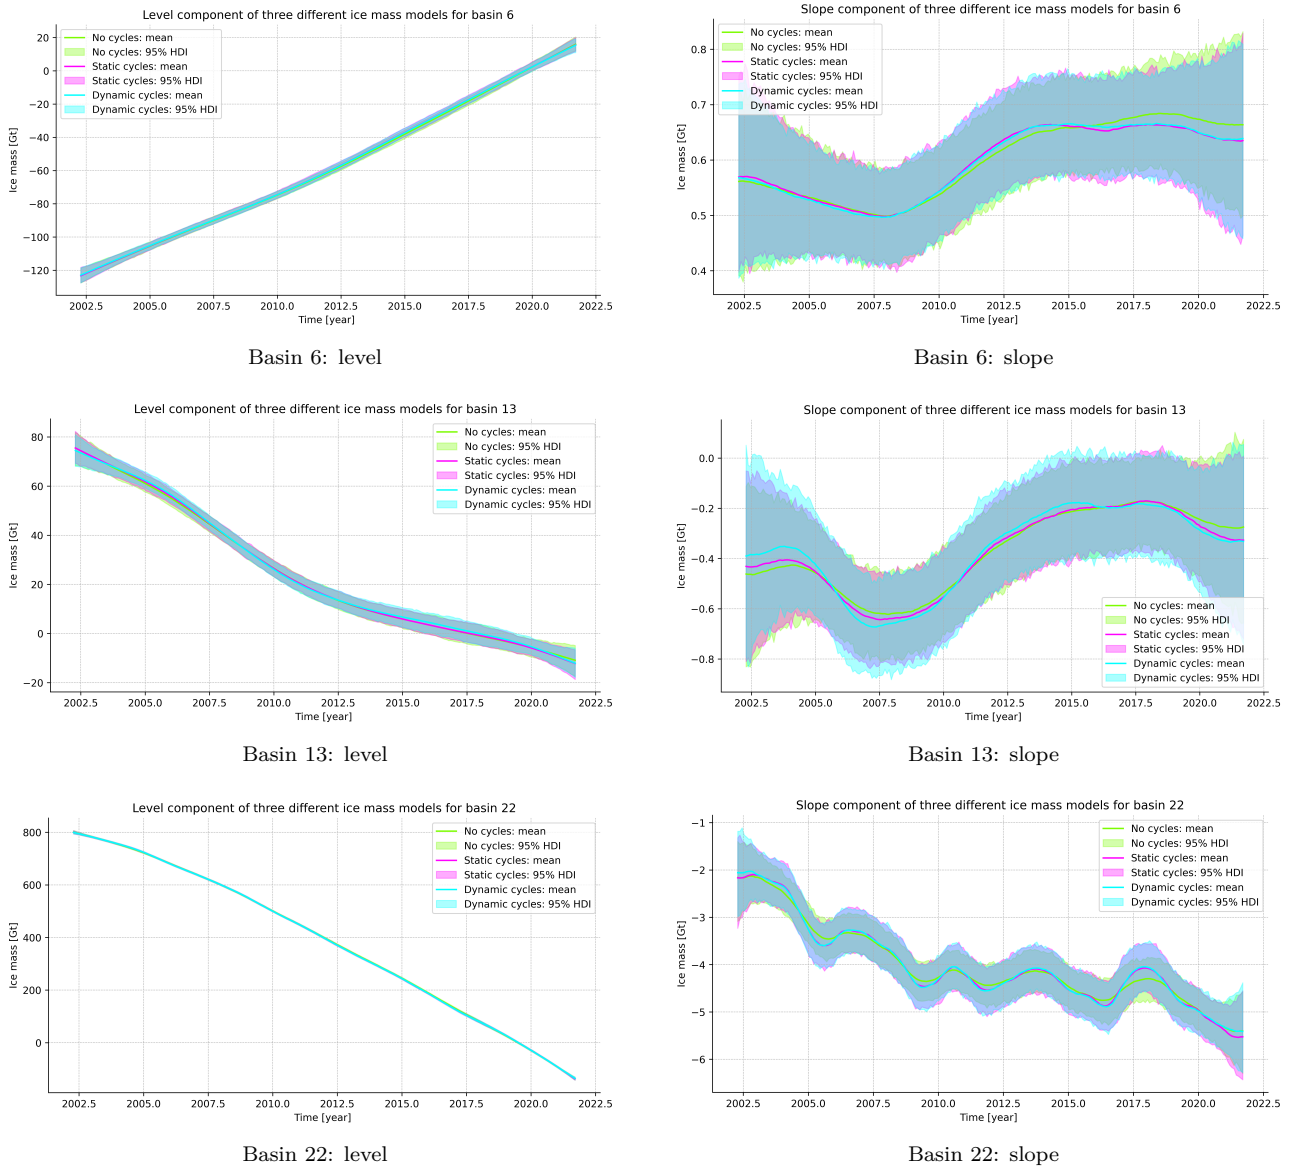 Level component of three different ice mass models for basin 6
No cycles: mean
No cycles: 95% HDI
Static cycles: mean
Static cycles: 95% HDI
Dynamic cycles: mean
Dynamic cycles: 95% HDI
20
0
−20
−40
−60
−80
−100
−120
Ice mass [Gt]
2002.5 2005.0 2007.5 2010.0 2012.5 2015.0 2017.5 2020.0 2022.5
Time [year]
Basin 6: level
Slope component of three different ice mass models for basin 6
No cycles: mean
No cycles: 95% HDI
Static cycles: mean
Static cycles: 95% HDI
Dynamic cycles: mean
Dynamic cycles: 95% HDI
0.8
0.7
0.6
0.5
0.4
Ice mass [Gt]
2002.5 2005.0 2007.5 2010.0 2012.5 2015.0 2017.5 2020.0 2022.5
Time [year]
Basin 6: slope
Level component of three different ice mass models for basin 13
No cycles: mean
No cycles: 95% HDI
Static cycles: mean
Static cycles: 95% HDI
Dynamic cycles: mean
Dynamic cycles: 95% HDI
80
60
40
20
0
−20
Ice mass [Gt]
2002.5 2005.0 2007.5 2010.0 2012.5 2015.0 2017.5 2020.0 2022.5
Time [year]
Basin 13: level
Slope component of three different ice mass models for basin 13
0.0
−0.2
−0.4
−0.6
−0.8
Ice mass [Gt]
No cycles: mean
No cycles: 95% HDI
Static cycles: mean
Static cycles: 95% HDI
Dynamic cycles: mean
Dynamic cycles: 95% HDI
2002.5 2005.0 2007.5 2010.0 2012.5 2015.0 2017.5 2020.0 2022.5
Time [year]
Basin 13: slope
Level component of three different ice mass models for basin 22
No cycles: mean
No cycles: 95% HDI
Static cycles: mean
Static cycles: 95% HDI
Dynamic cycles: mean
Dynamic cycles: 95% HDI
800
600
400
200
0
Ice mass [Gt]
2002.5 2005.0 2007.5 2010.0 2012.5 2015.0 2017.5 2020.0 2022.5
Time [year]
Basin 22: level
Slope component of three different ice mass models for basin 22
No cycles: mean
No cycles: 95% HDI
Static cycles: mean
Static cycles: 95% HDI
Dynamic cycles: mean
Dynamic cycles: 95% HDI
−1
−2
−3
−4
−5
−6
Ice mass [Gt]
2002.5 2005.0 2007.5 2010.0 2012.5 2015.0 2017.5 2020.0 2022.5
Time [year]
Basin 22: slope